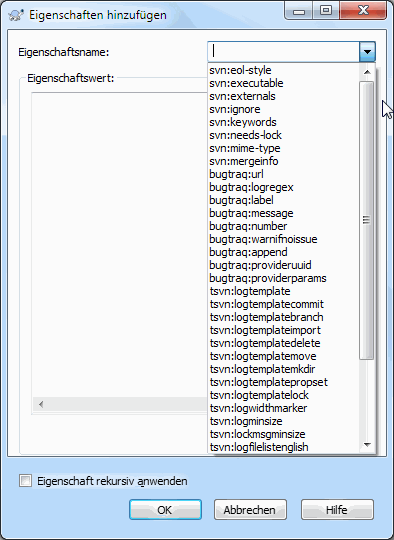 Eigenschaften hinzufügen
Eigenschaftsname:
Eigenschaftswert:
svn:eol-style
svn:executable
svn:externals
svn:ignore
svn:keywords
svn:needs-lock
svn:mime-type
svn:mergeinfo
bugtraq:url
bugtraq:logregex
bugtraq:label
bugtraq:message
bugtraq:number
bugtraq:warnifnoissue
bugtraq:append
bugtraq:provideruuid
bugtraq:providerparams
tsvn:logtemplate
tsvn:logtemplatecommit
tsvn:logtemplatebranch
tsvn:logtemplateimport
tsvn:logtemplatedelete
tsvn:logtemplatemove
tsvn:logtemplatemkdir
tsvn:logtemplatepropset
tsvn:logtemplatelock
tsvn:logwidthmarker
tsvn:logminsize
tsvn:lockmsgminsize
tsvn:logfilelistenglish
Eigenschaft rekursiv anwenden
OK Abbrechen Hilfe